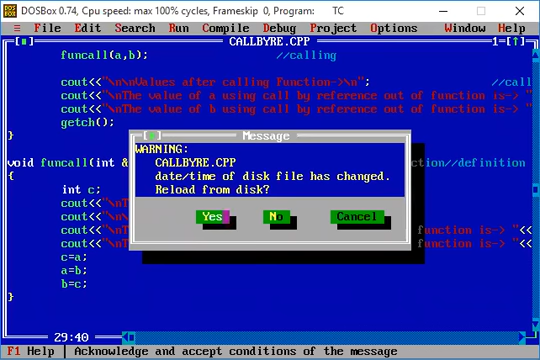 DOSBox 0.74, Cpu speed: max 100% cycles, Frameskip 0, Program: TC
≡ File Edit Search Run Compile Debug Project Options Window Help
CALLBYRE.CPP 1=[↑]
funcall(a,b); //calling
cout<<"\n\nValues after calling Function->\n"; //call
cout<<"\nThe value of a using call by reference out of function is-> "
cout<<"\nThe value of b using call by reference out of function is-> "
getch();
}
Message
WARNING:
CALLBYRE.CPP
date/time of disk file has changed.
Reload from disk?
Yes No Cancel
void funcall(int & ction//definition
{
int c;
cout<<"\nT
cout<<"\n
cout<<"\nT function is-> "<<
cout<<"\nT function is-> "<<
c=a;
a=b;
b=c;
}
29:40
F1 Help | Acknowledge and accept conditions of the message